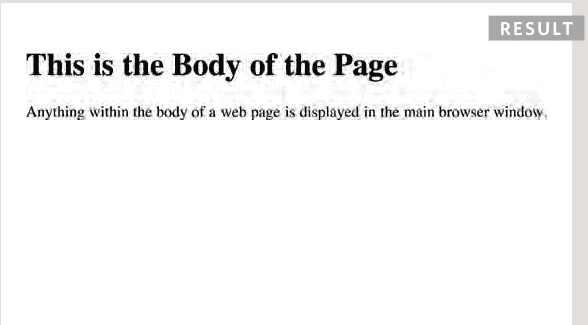 RESULT
This is the Body of the Page
Anything within the body of a web page is displayed in the main browser window.